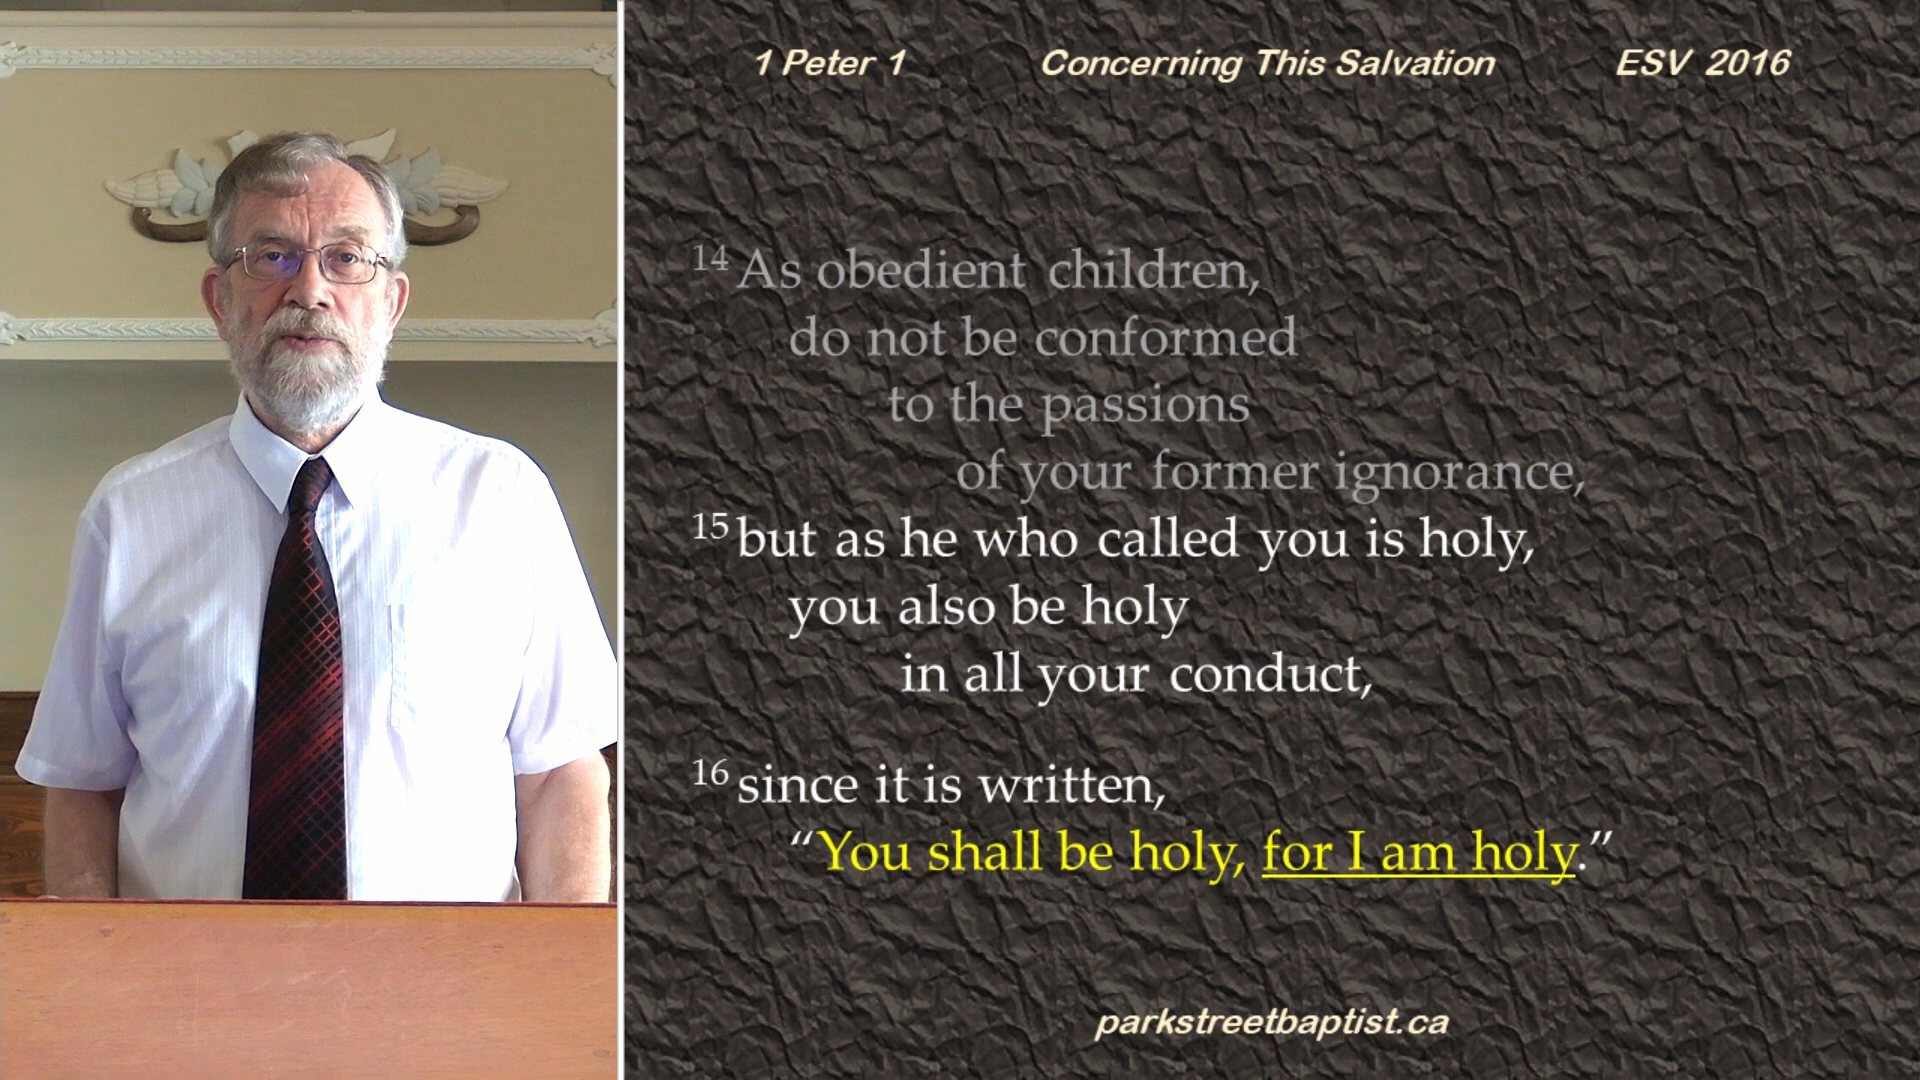 1 Peter 1 Concerning This Salvation ESV 2016
14 As obedient children,
do not be conformed
to the passions
of your former ignorance,
15 but as he who called you is holy,
you also be holy
in all your conduct,
16 since it is written,
“You shall be holy, for I am holy.”
parkstreetbaptist.ca